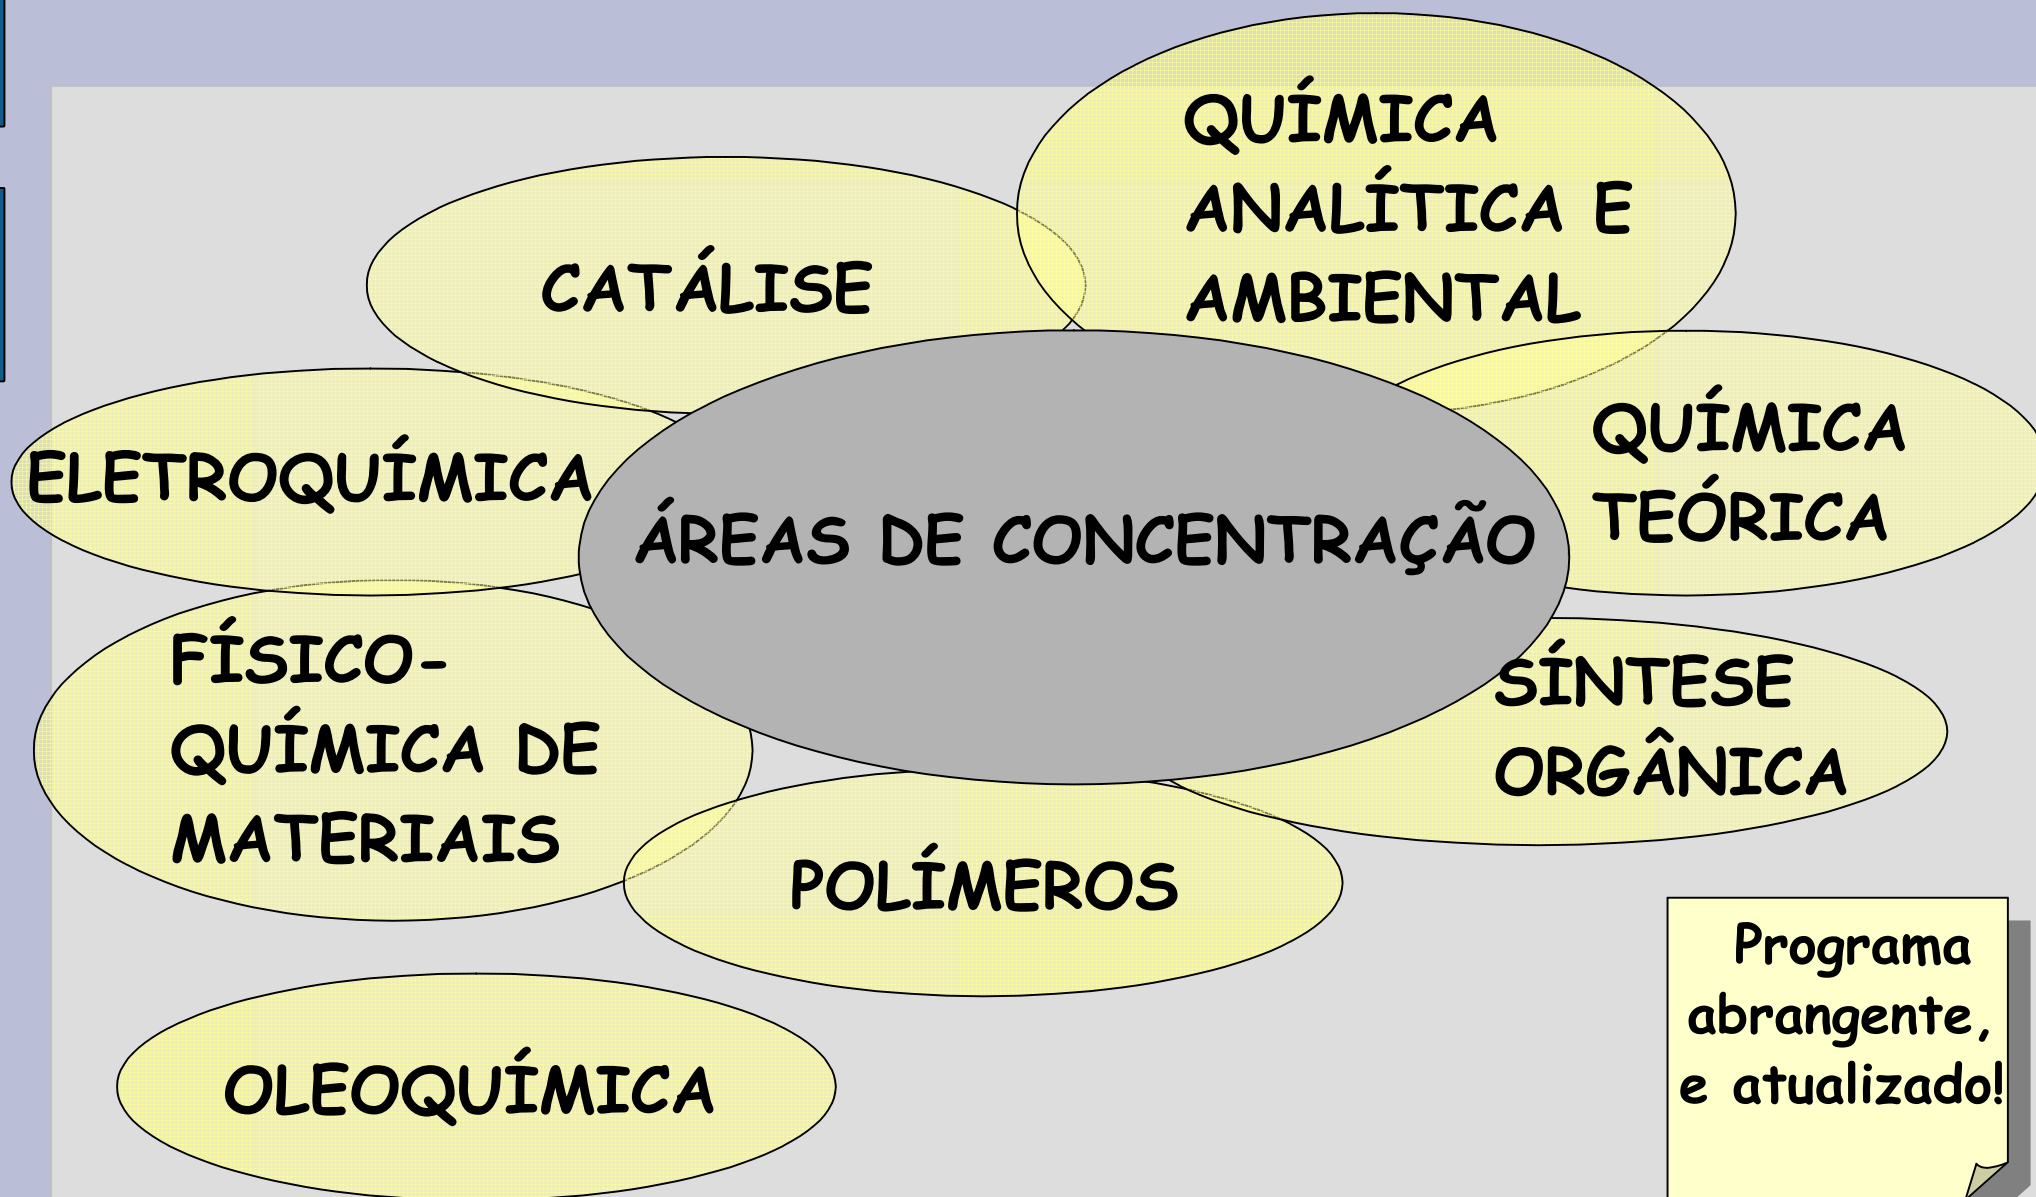 QUÍMICA
ANALÍTICA E
AMBIENTAL
CATÁLISE
QUÍMICA
TEÓRICA
ELETROQUÍMICA
ÁREAS DE CONCENTRAÇÃO
FÍSICO-
QUÍMICA DE
MATERIAIS
SÍNTESE
ORGÂNICA
POLÍMEROS
OLEOQUÍMICA
Programa
abrangente,
e atualizado!